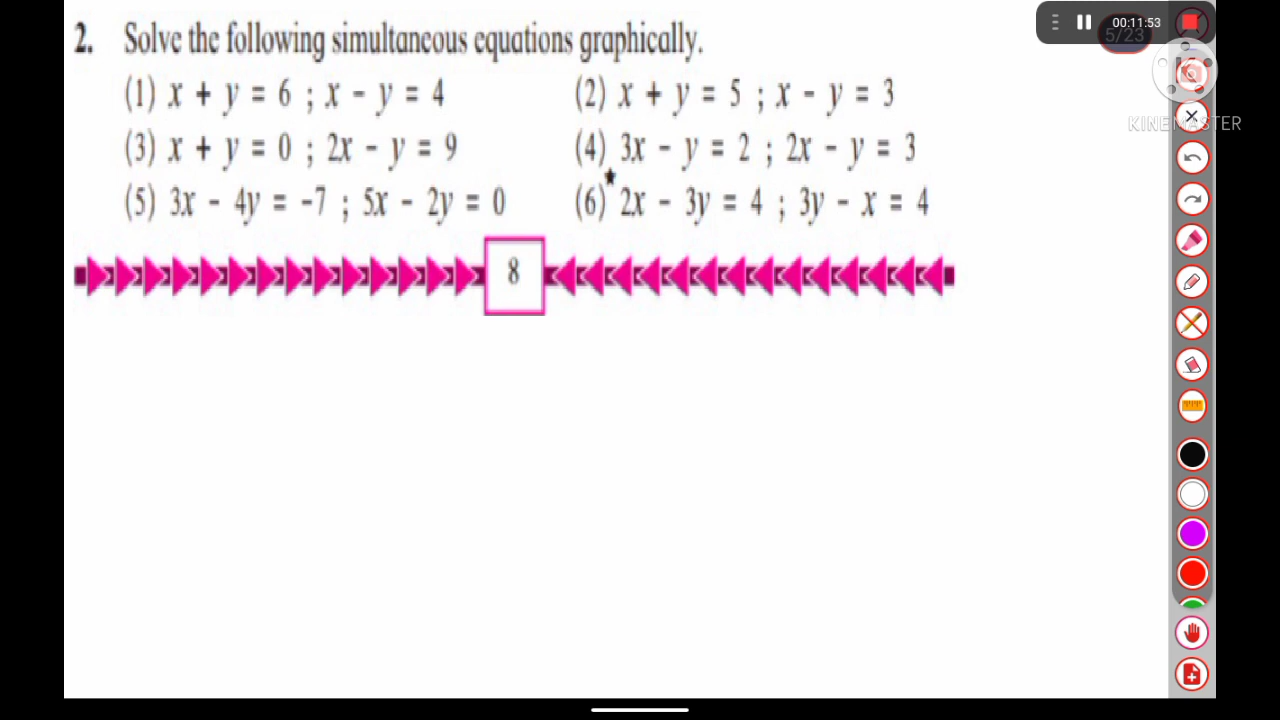 00:11:53
5/23
KINEMASTER
2. Solve the following simultaneous equations graphically.
(1) x + y = 6 ; x - y = 4 (2) x + y = 5 ; x - y = 3
(3) x + y = 0 ; 2x - y = 9 (4) 3x - y = 2 ; 2x - y = 3
(5) 3x - 4y = -7 ; 5x - 2y = 0 (6) 2x - 3y = 4 ; 3y - x = 4
8